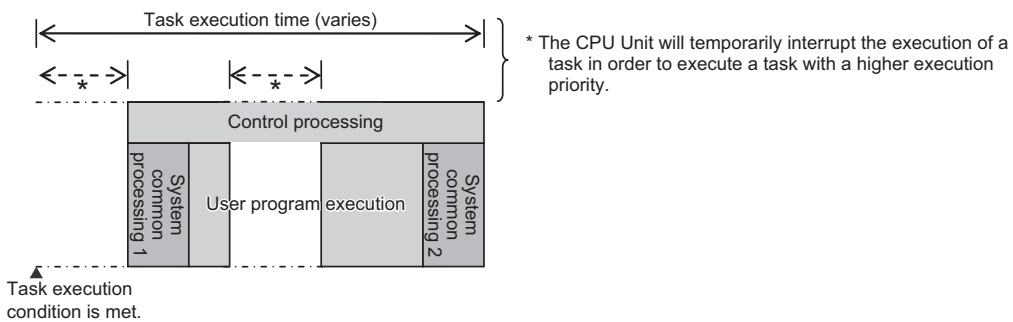 Task execution time (varies)
* The CPU Unit will temporarily interrupt the execution of a
task in order to execute a task with a higher execution
priority.
*
*
Control processing
System
common
processing 1
User program execution
System
common
processing 2
Task execution
condition is met.